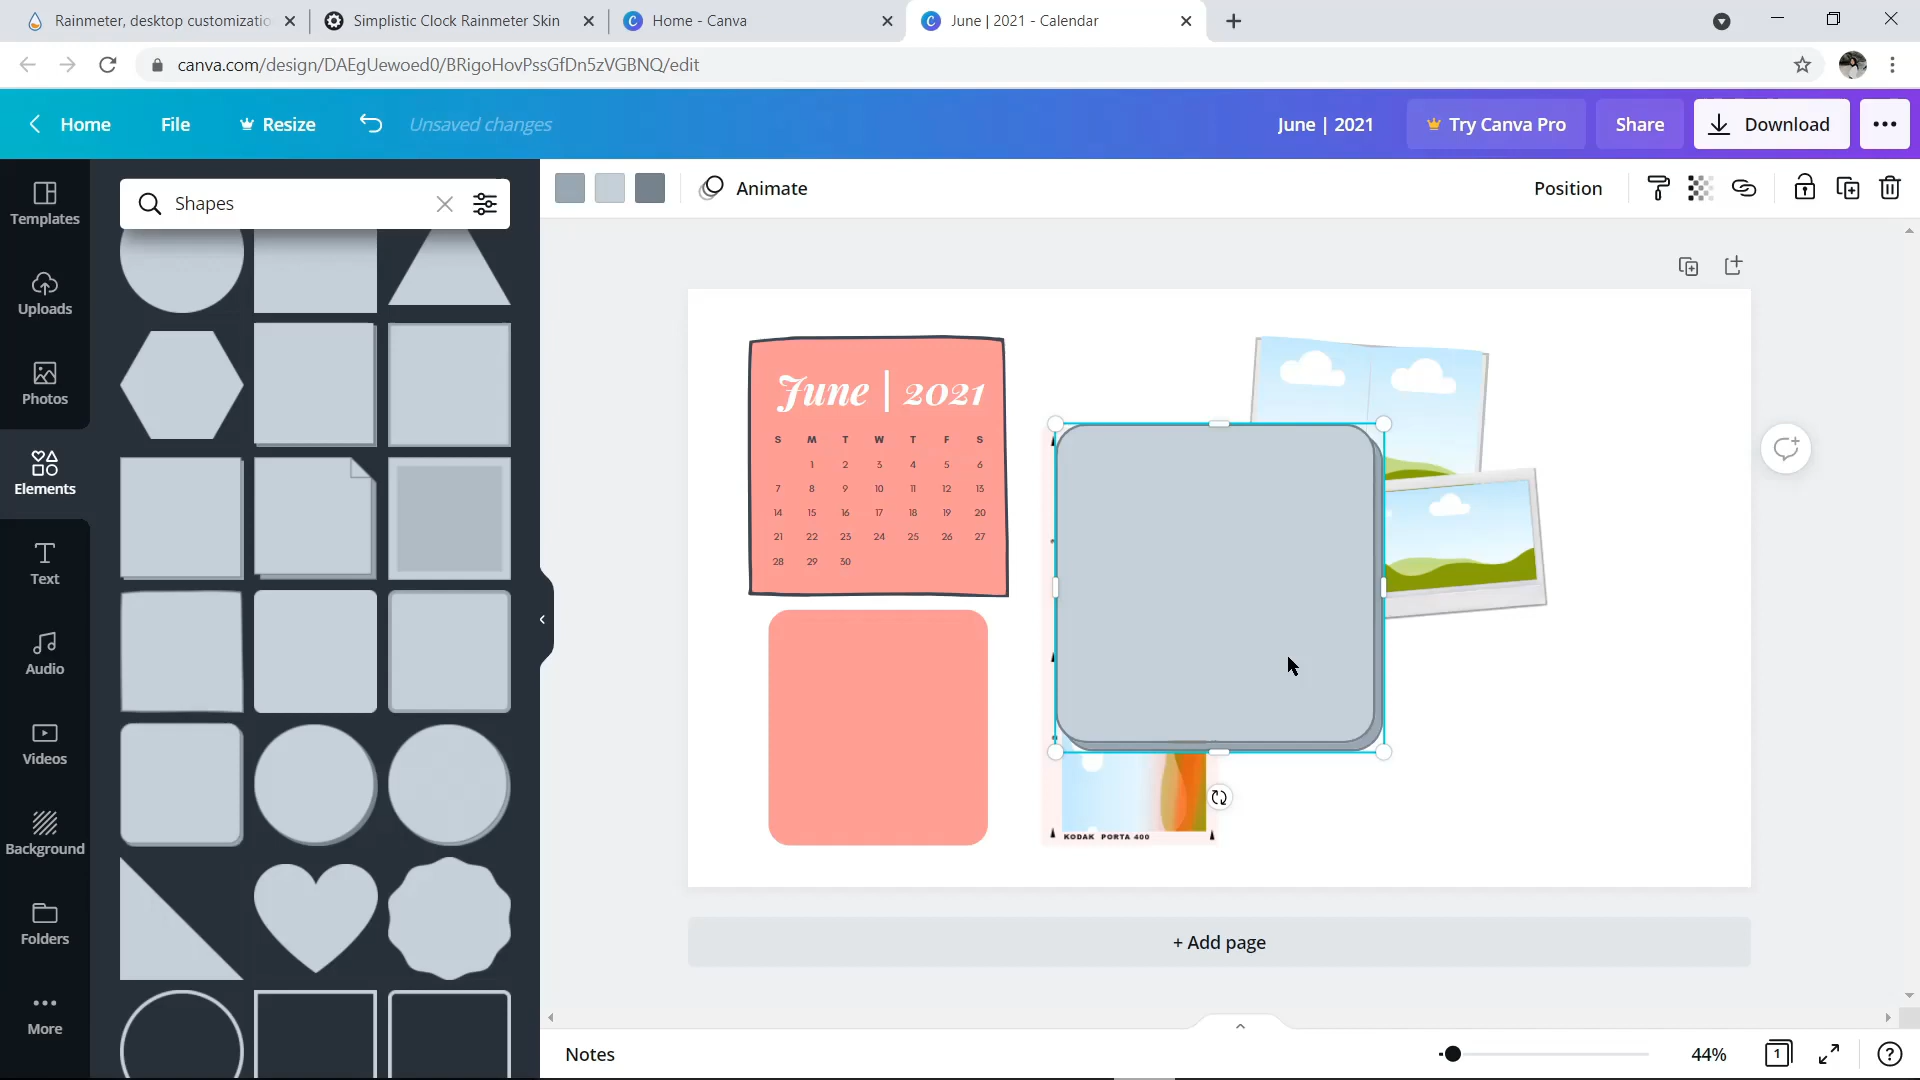 Rainmeter, desktop customizatio
Simplistic Clock Rainmeter Skin
Home - Canva
June | 2021 - Calendar
canva.com/design/DAEgUewoed0/BRigoHovPssGfDn5zVGBNQ/edit
Home
File
Resize
Unsaved changes
June | 2021
Try Canva Pro
Share
Download
Templates
Uploads
Photos
Elements
Text
Audio
Videos
Background
Folders
More
Shapes
Animate
Position
June | 2021
S M T W T F S
1 2 3 4 5 6
7 8 9 10 11 12 13
14 15 16 17 18 19 20
21 22 23 24 25 26 27
28 29 30
KODAK PORTA 400
+ Add page
Notes
44%
1